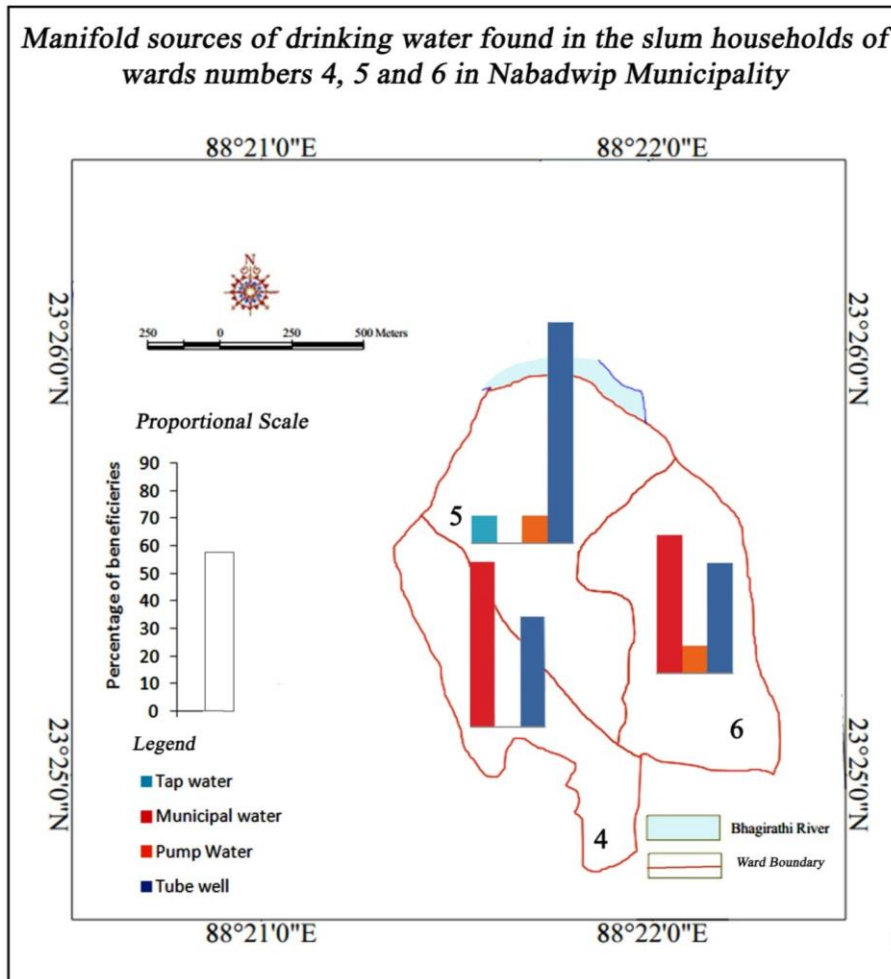 Manifold sources of drinking water found in the slum households of
wards numbers 4, 5 and 6 in Nabadwip Municipality
88°21'0"E 88°22'0"E
N
23°26'0"N 23°26'0"N
250 0 250 500 Meters
Proportional Scale
Percentage of beneficieries
90
80
70
60
50
40
30
20
10
0
5
6
4
23°25'0"N 23°25'0"N
Legend
Tap water
Municipal water
Pump Water
Tube well
Bhagirathi River
Ward Boundary
88°21'0"E 88°22'0"E